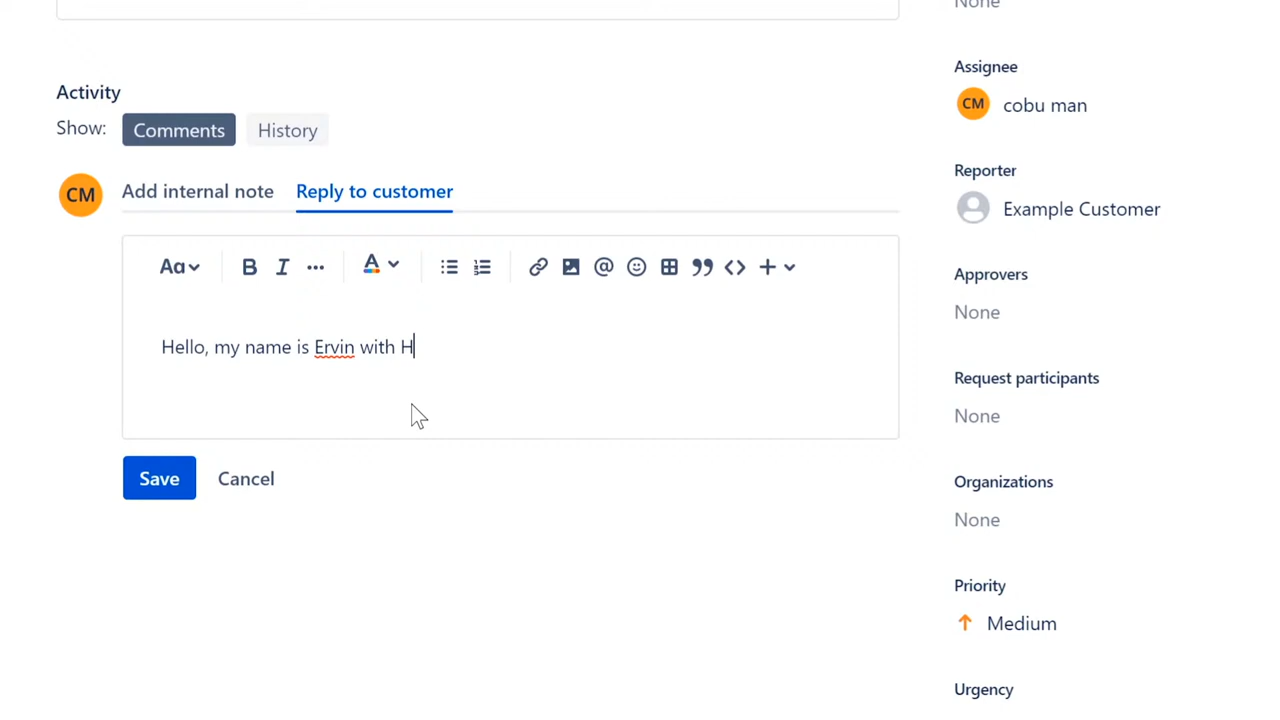 None
Assignee
CM cobu man
Activity
Show: Comments History
CM Add internal note Reply to customer
Reporter
Example Customer
Aa B I ... A
Hello, my name is Ervin with H
Save Cancel
Approvers
None
Request participants
None
Organizations
None
Priority
Medium
Urgency